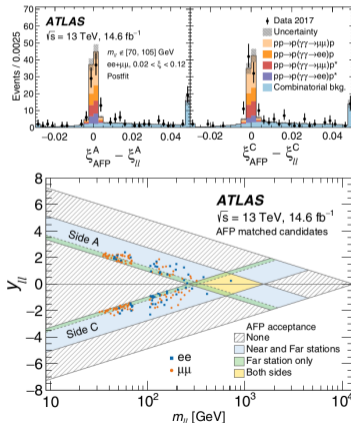 ATLAS
√s = 13 TeV, 14.6 fb⁻¹
m_ll ∉ [70, 105] GeV
ee+μμ, 0.02 < ξ < 0.12
Postfit
Data 2017
Uncertainty
pp→p(γγ→μμ)p
pp→p(γγ→ee)p
pp→p(γγ→μμ)p*
pp→p(γγ→ee)p*
Combinatorial bkg.
Events / 0.0025
80
60
40
20
0
−0.02 0 0.02 0.04 −0.02 0 0.02 0.04
ξ^A_AFP − ξ^A_ll
ξ^C_AFP − ξ^C_ll
y_ll
8
6
4
2
0
−2
−4
−6
−8
ATLAS
√s = 13 TeV, 14.6 fb⁻¹
AFP matched candidates
Side A
Side C
ee
μμ
AFP acceptance
None
Near and Far stations
Far station only
Both sides
10 10² 10³ 10⁴
m_ll [GeV]